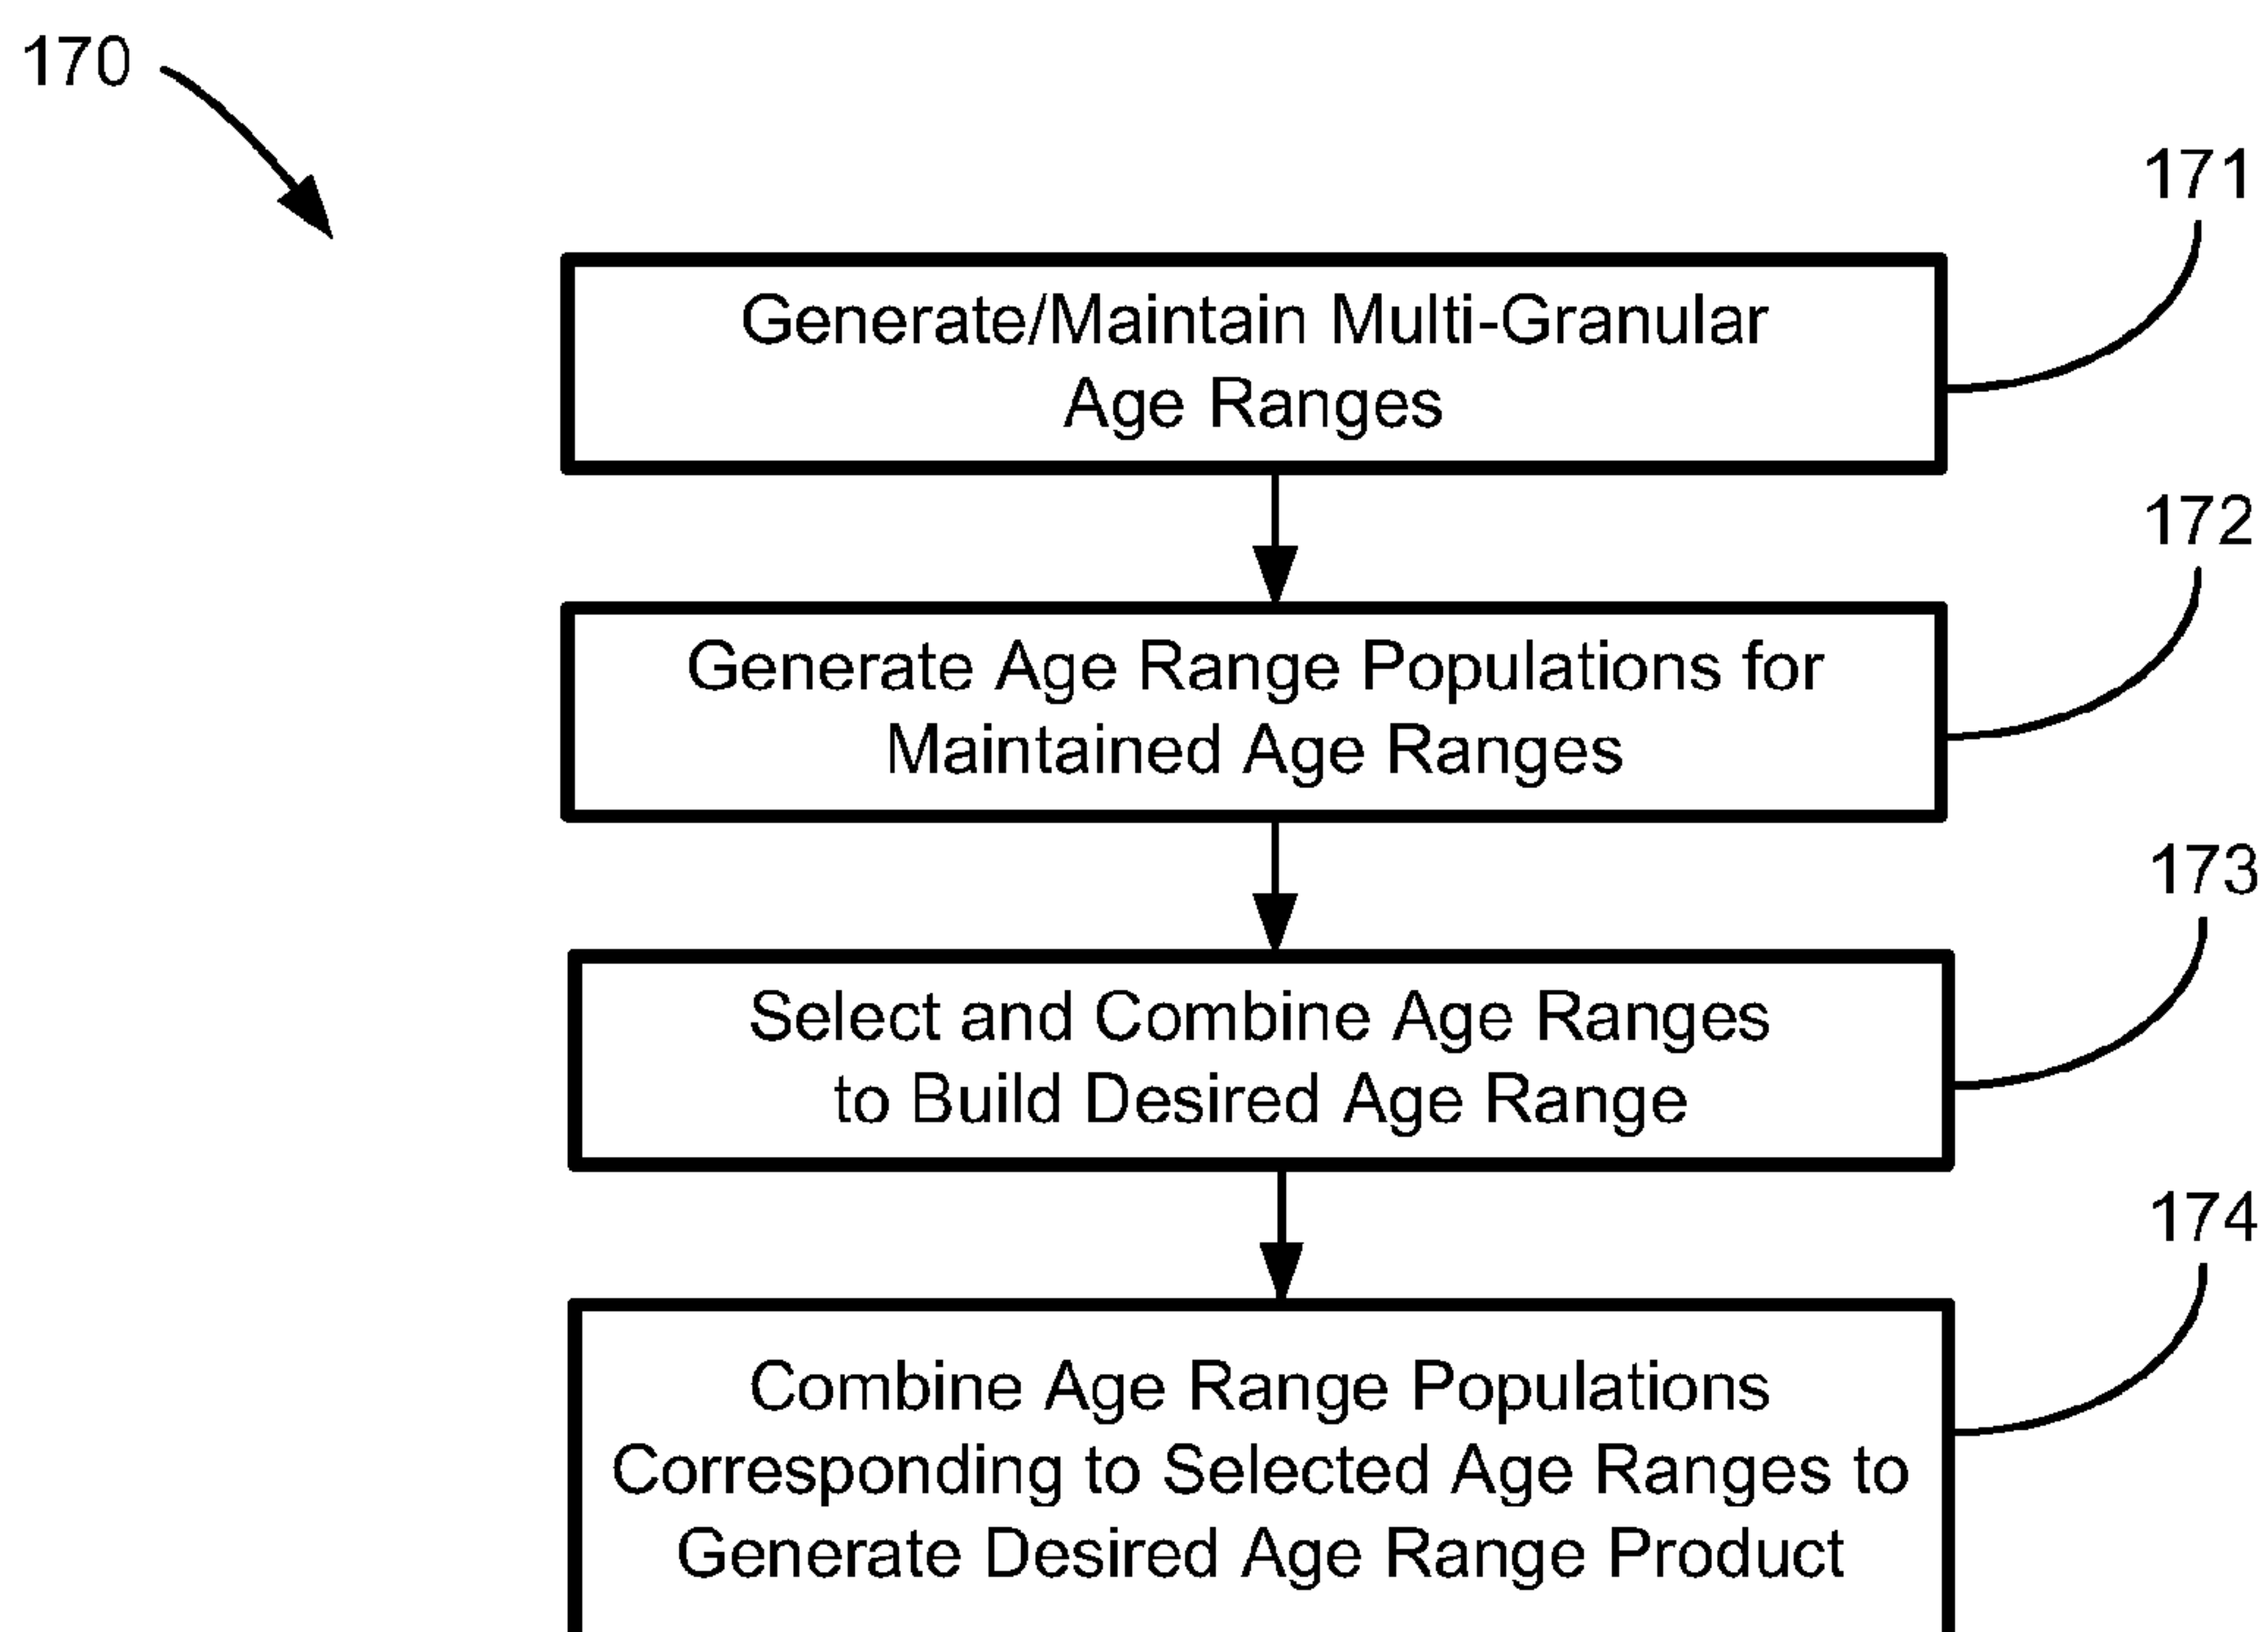 170
171
Generate/Maintain Multi-Granular
Age Ranges
172
Generate Age Range Populations for
Maintained Age Ranges
173
Select and Combine Age Ranges
to Build Desired Age Range
174
Combine Age Range Populations
Corresponding to Selected Age Ranges to
Generate Desired Age Range Product